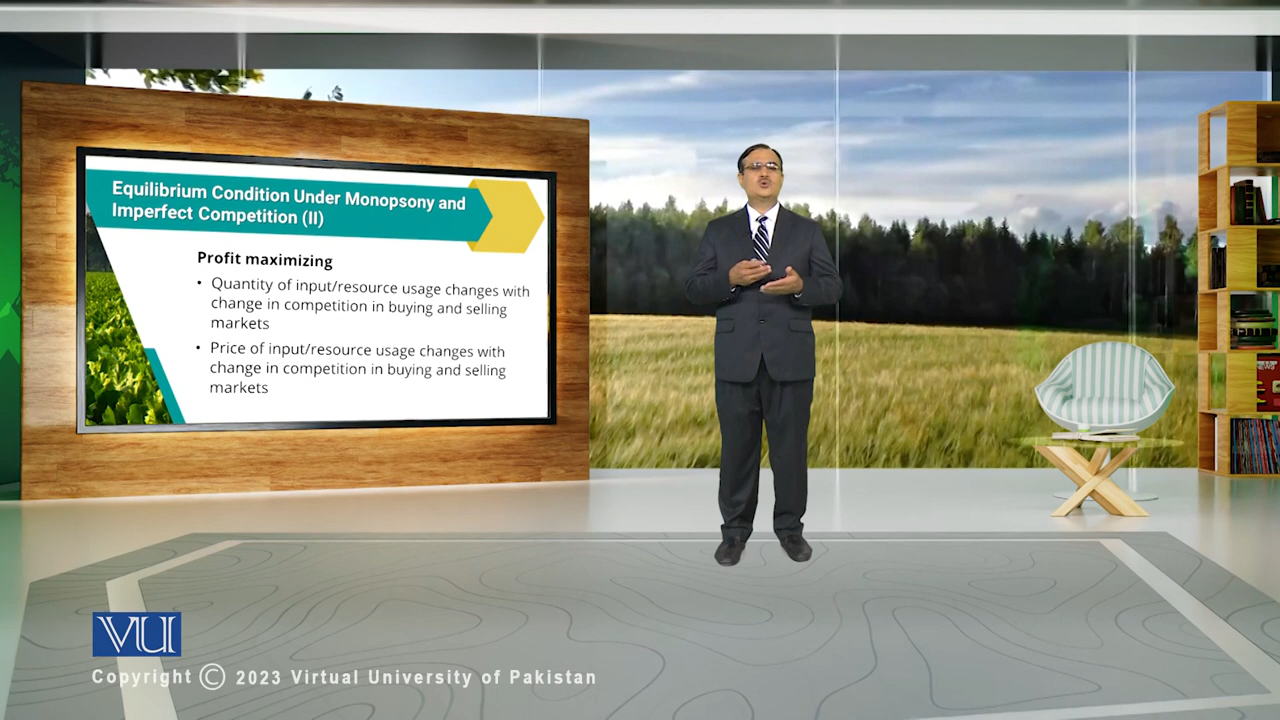 Equilibrium Condition Under Monopsony and
Imperfect Competition (II)
Profit maximizing
• Quantity of input/resource usage changes with
change in competition in buying and selling
markets
• Price of input/resource usage changes with
change in competition in buying and selling
markets
VU
Copyright © 2023 Virtual University of Pakistan